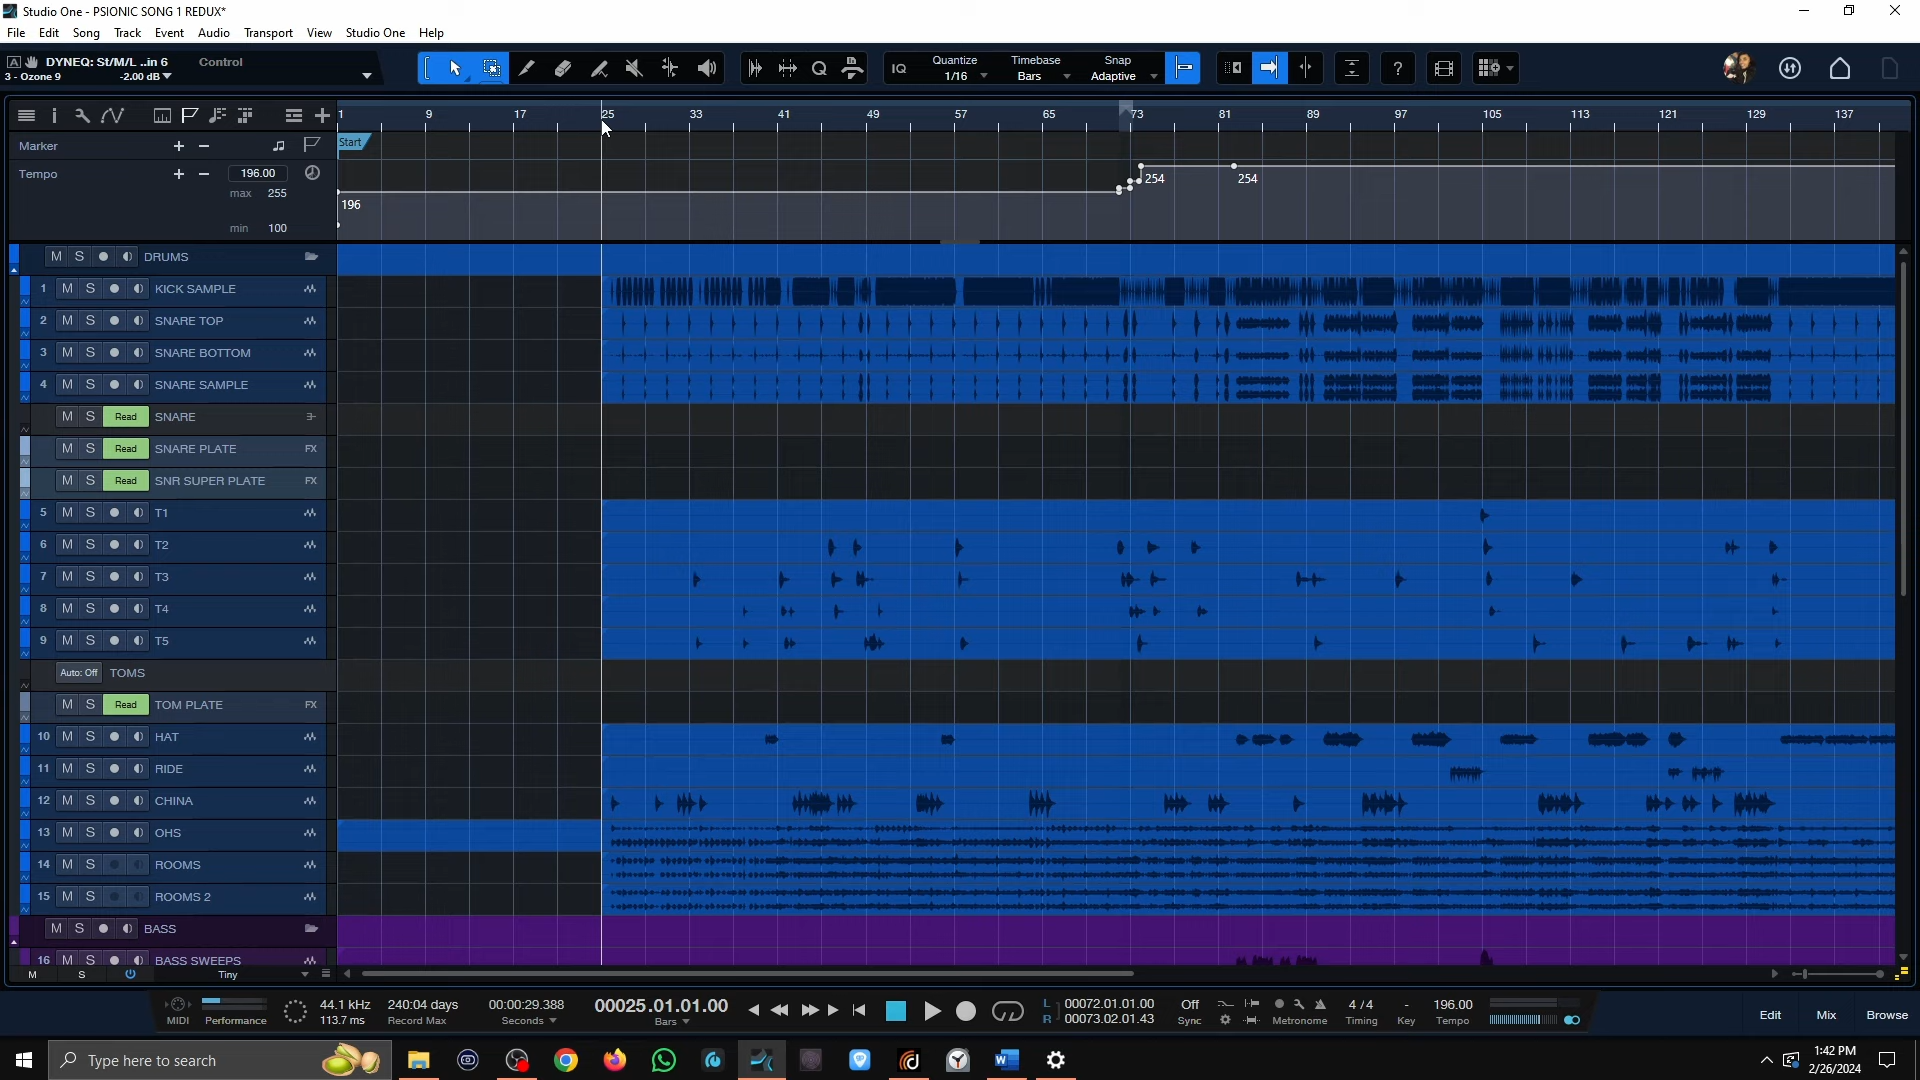 Studio One - PSIONIC SONG 1 REDUX*
File Edit Song Track Event Audio Transport View Studio One Help
A DYNEQ: St/M/L ..in 6 Control
3 - Ozone 9 -2.00 dB
IQ Quantize 1/16 Timebase Bars Snap Adaptive ?
1 9 17 25 33 41 49 57 65 73 81 89 97 105 113 121 129 137
Marker + − Start
Tempo + − 196.00
max 255
min 100
196 254 254
M S DRUMS
1 M S KICK SAMPLE
2 M S SNARE TOP
3 M S SNARE BOTTOM
4 M S SNARE SAMPLE
M S Read SNARE
M S Read SNARE PLATE FX
M S Read SNR SUPER PLATE FX
5 M S T1
6 M S T2
7 M S T3
8 M S T4
9 M S T5
Auto: Off TOMS
M S Read TOM PLATE FX
10 M S HAT
11 M S RIDE
12 M S CHINA
13 M S OHS
14 M S ROOMS
15 M S ROOMS 2
M S BASS
16 M S BASS SWEEPS
M S Tiny
MIDI Performance
44.1 kHz
113.7 ms
240:04 days
Record Max
00:00:29.388
Seconds
00025.01.01.00
Bars
L 00072.01.01.00
R 00073.02.01.43
Off
Sync
Metronome
4 / 4
Timing
-
Key
196.00
Tempo
Edit Mix Browse
Type here to search
1:42 PM
2/26/2024